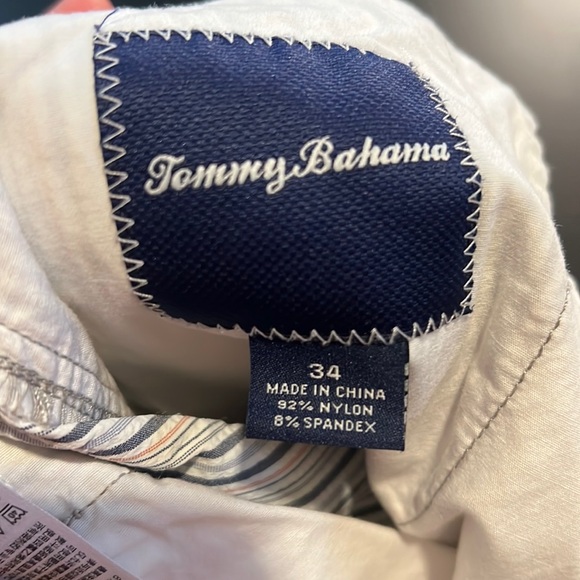 Tommy Bahama
34
MADE IN CHINA
92% NYLON
8% SPANDEX